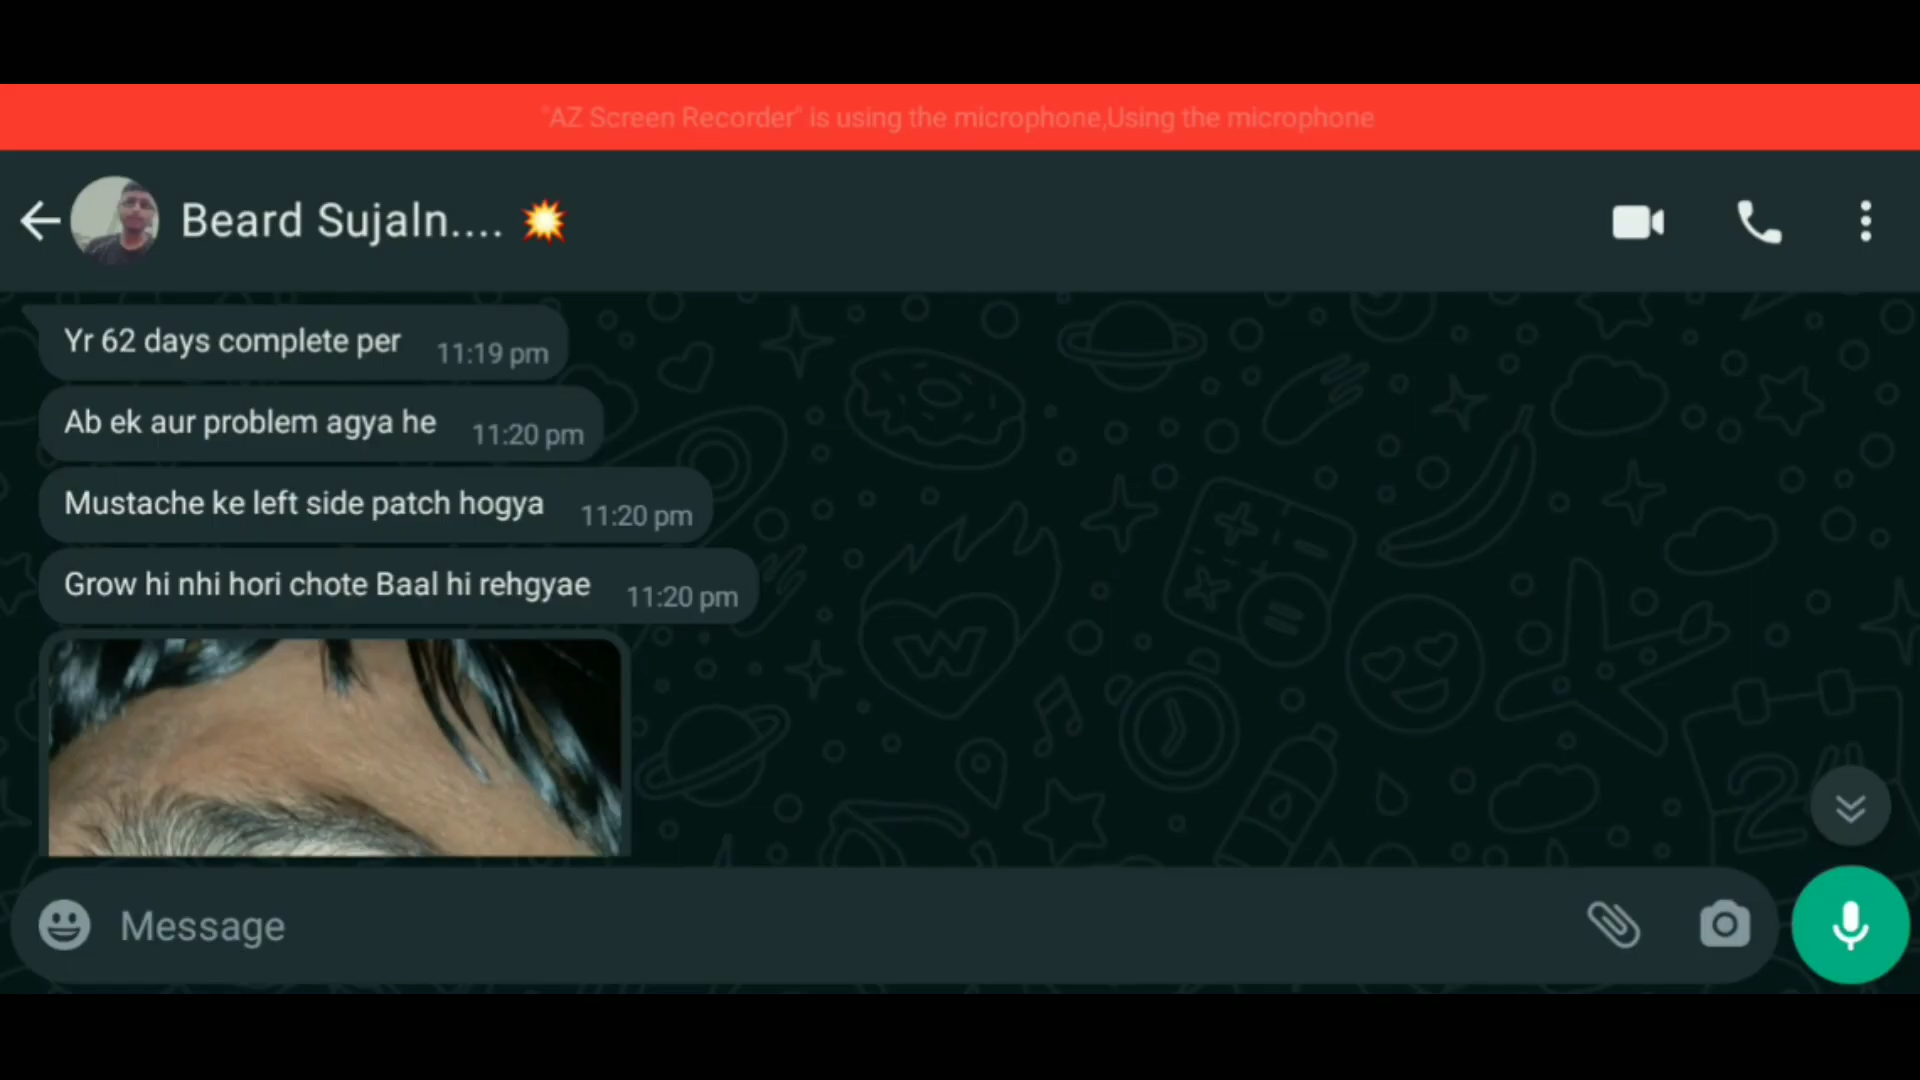 "AZ Screen Recorder" is using the microphone,Using the microphone
Beard Sujaln.... 💥
Yr 62 days complete per 11:19 pm
Ab ek aur problem agya he 11:20 pm
Mustache ke left side patch hogya 11:20 pm
Grow hi nhi hori chote Baal hi rehgyae 11:20 pm
Message